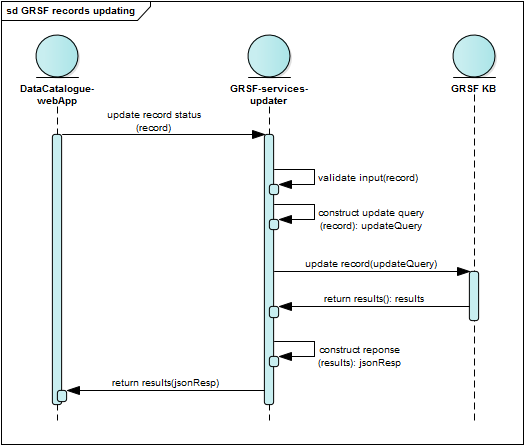 sd GRSF records updating
DataCatalogue-
webApp
GRSF-services-
updater
GRSF KB
update record status
(record)
validate input(record)
construct update query
(record): updateQuery
update record(updateQuery)
return results(): results
construct reponse
(results): jsonResp
return results(jsonResp)